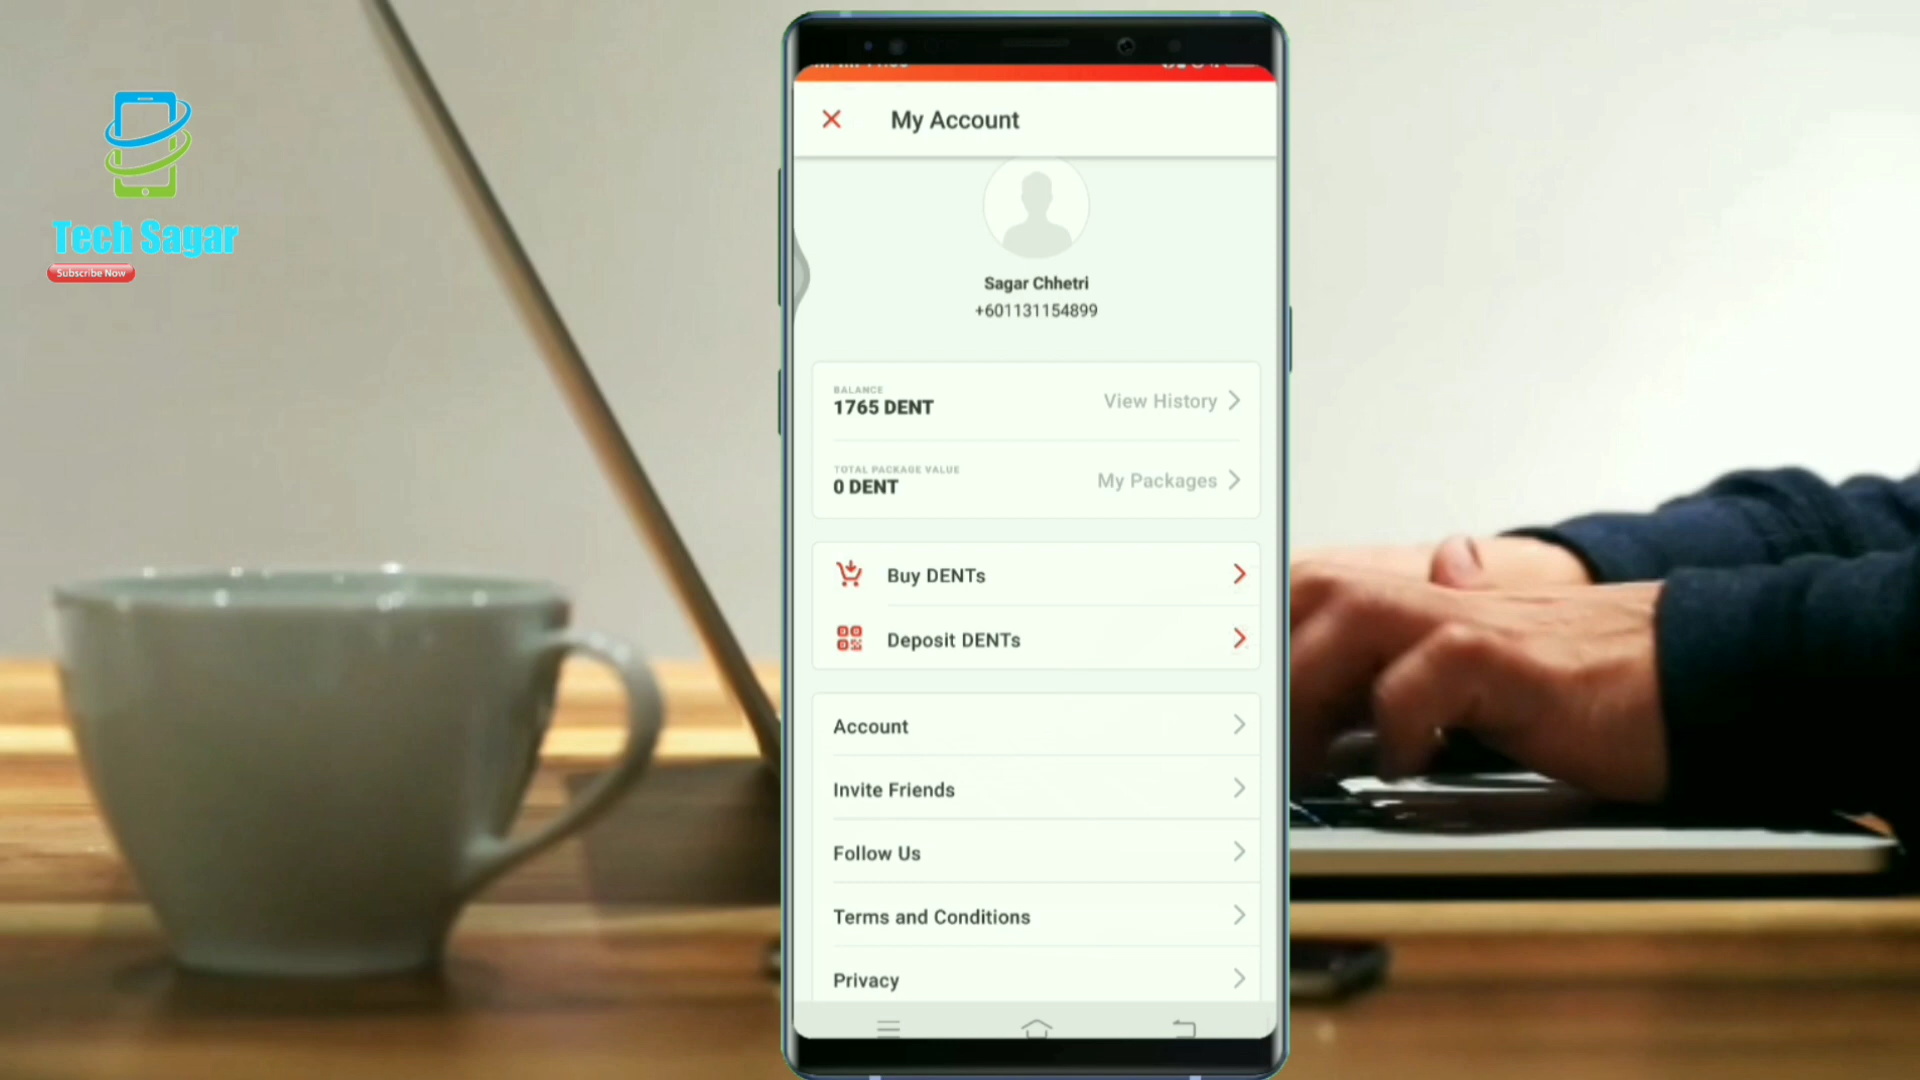 Tech Sagar
Subscribe Now
My Account
Sagar Chhetri
+601131154899
BALANCE
1765 DENT
View History
TOTAL PACKAGE VALUE
0 DENT
My Packages
Buy DENTs
Deposit DENTs
Account
Invite Friends
Follow Us
Terms and Conditions
Privacy